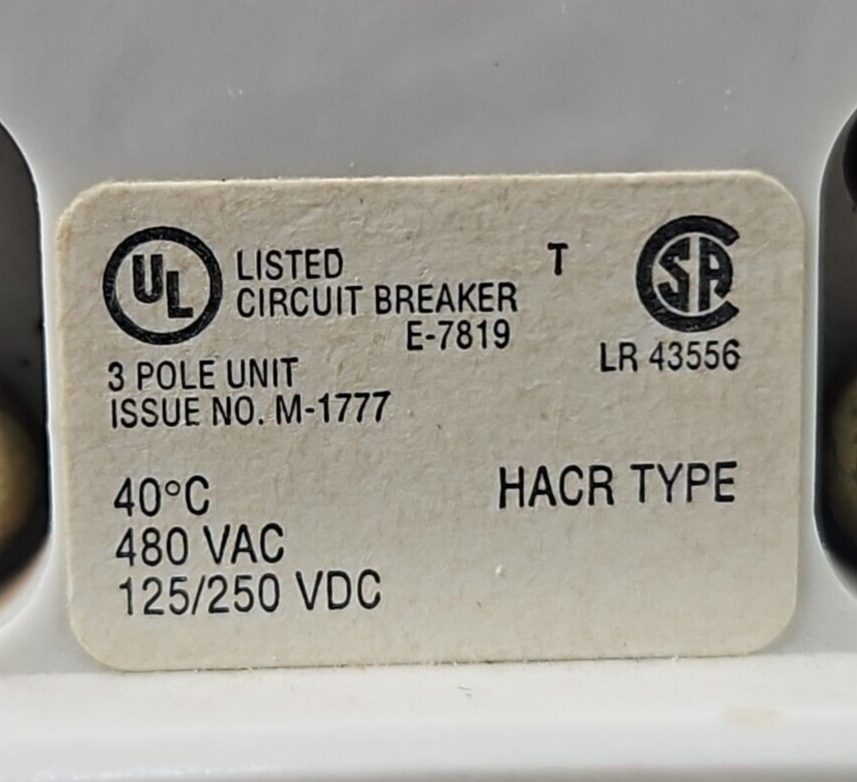 UL LISTED T SA
CIRCUIT BREAKER
E-7819
LR 43556
3 POLE UNIT
ISSUE NO. M-1777
40°C HACR TYPE
480 VAC
125/250 VDC